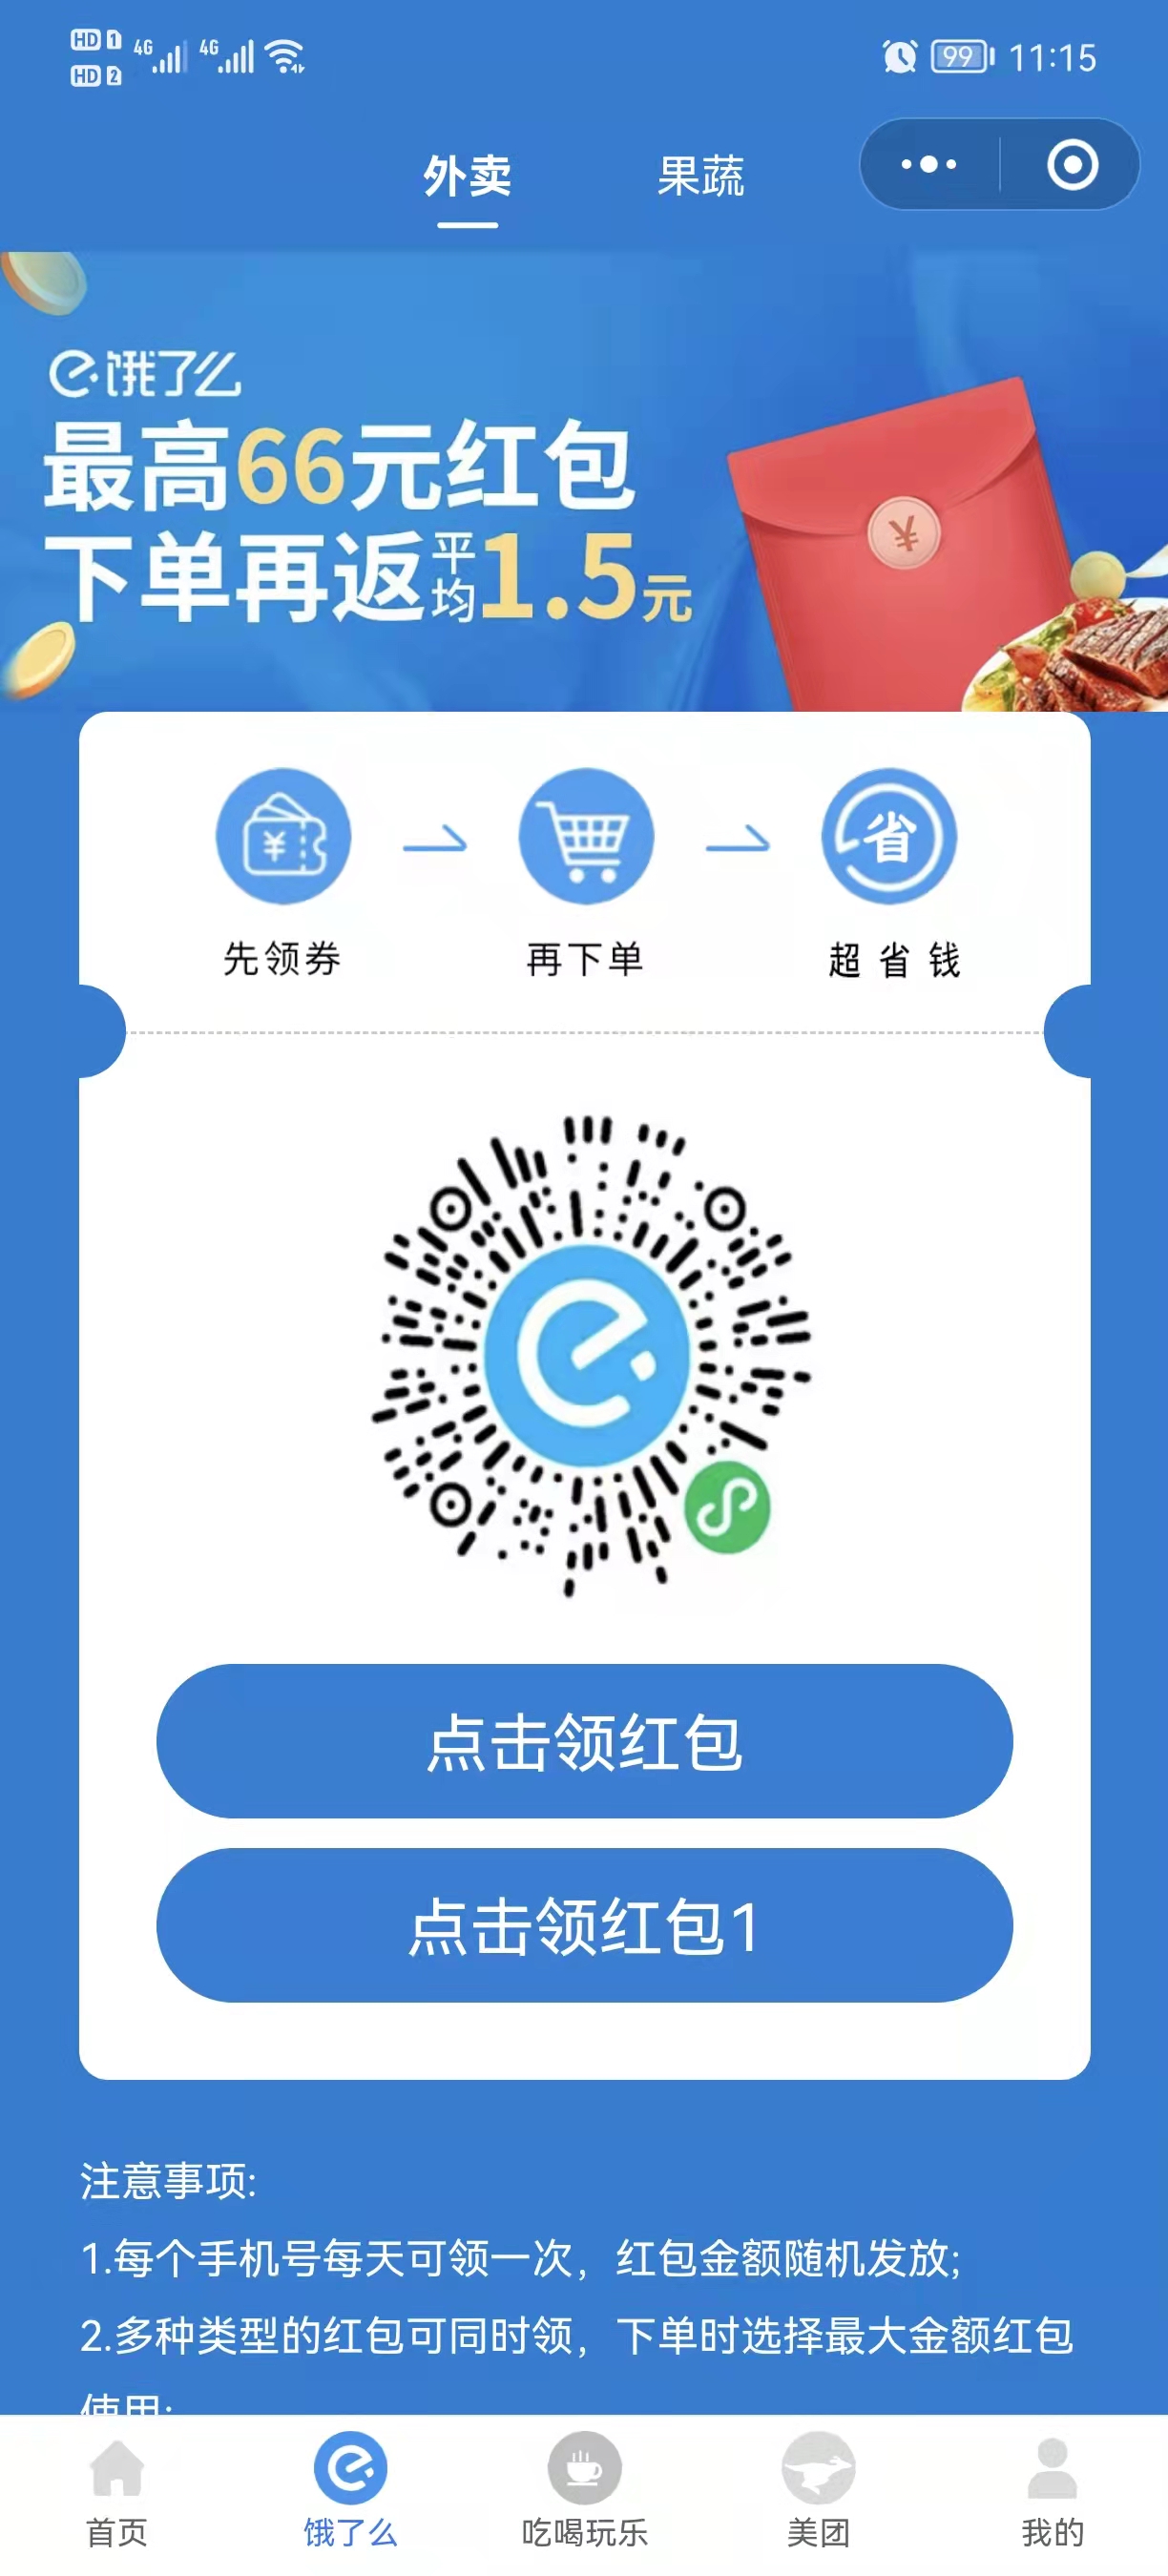 HD 1 4G 4G
HD 2
99 11:15
外卖 果蔬
饿了么
最高66元红包
下单再返平均1.5元
¥
¥ 省
先领券 再下单 超省钱
点击领红包
点击领红包1
注意事项:
1.每个手机号每天可领一次，红包金额随机发放;
2.多种类型的红包可同时领，下单时选择最大金额红包
使用;
首页 饿了么 吃喝玩乐 美团 我的